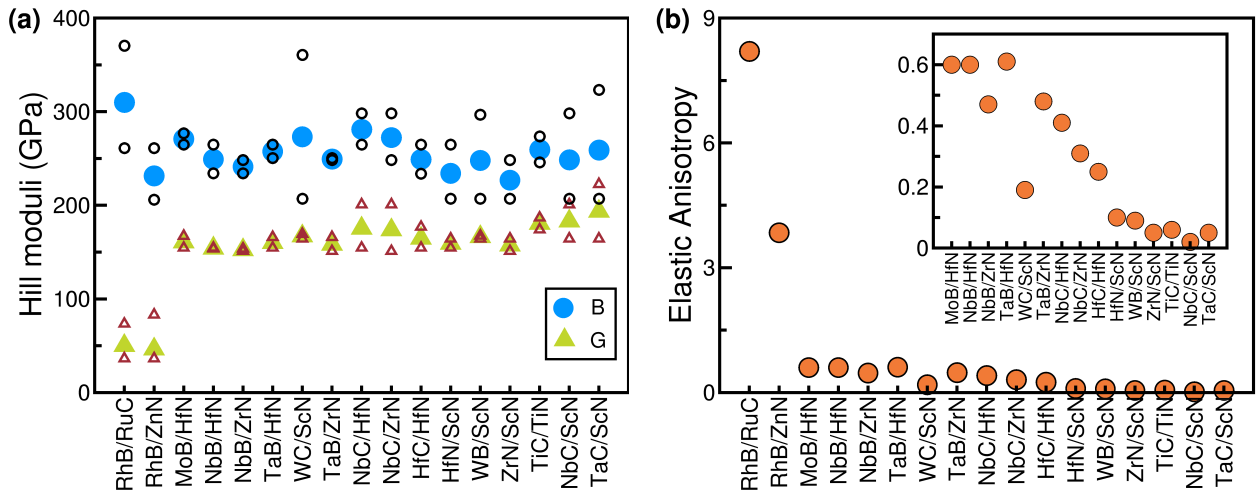 (a)
400
300
200
100
0
Hill moduli (GPa)
B
G
RhB/RuC
RhB/ZnN
MoB/HfN
NbB/HfN
NbB/ZrN
TaB/HfN
WC/ScN
TaB/ZrN
NbC/HfN
NbC/ZrN
HfC/HfN
HfN/ScN
WB/ScN
ZrN/ScN
TiC/TiN
NbC/ScN
TaC/ScN
(b)
9
6
3
0
Elastic Anisotropy
0.6
0.4
0.2
0
MoB/HfN
NbB/HfN
NbB/ZrN
TaB/HfN
WC/ScN
TaB/ZrN
NbC/HfN
NbC/ZrN
HfC/HfN
HfN/ScN
WB/ScN
ZrN/ScN
TiC/TiN
NbC/ScN
TaC/ScN
RhB/RuC
RhB/ZnN
MoB/HfN
NbB/HfN
NbB/ZrN
TaB/HfN
WC/ScN
TaB/ZrN
NbC/HfN
NbC/ZrN
HfC/HfN
HfN/ScN
WB/ScN
ZrN/ScN
TiC/TiN
NbC/ScN
TaC/ScN